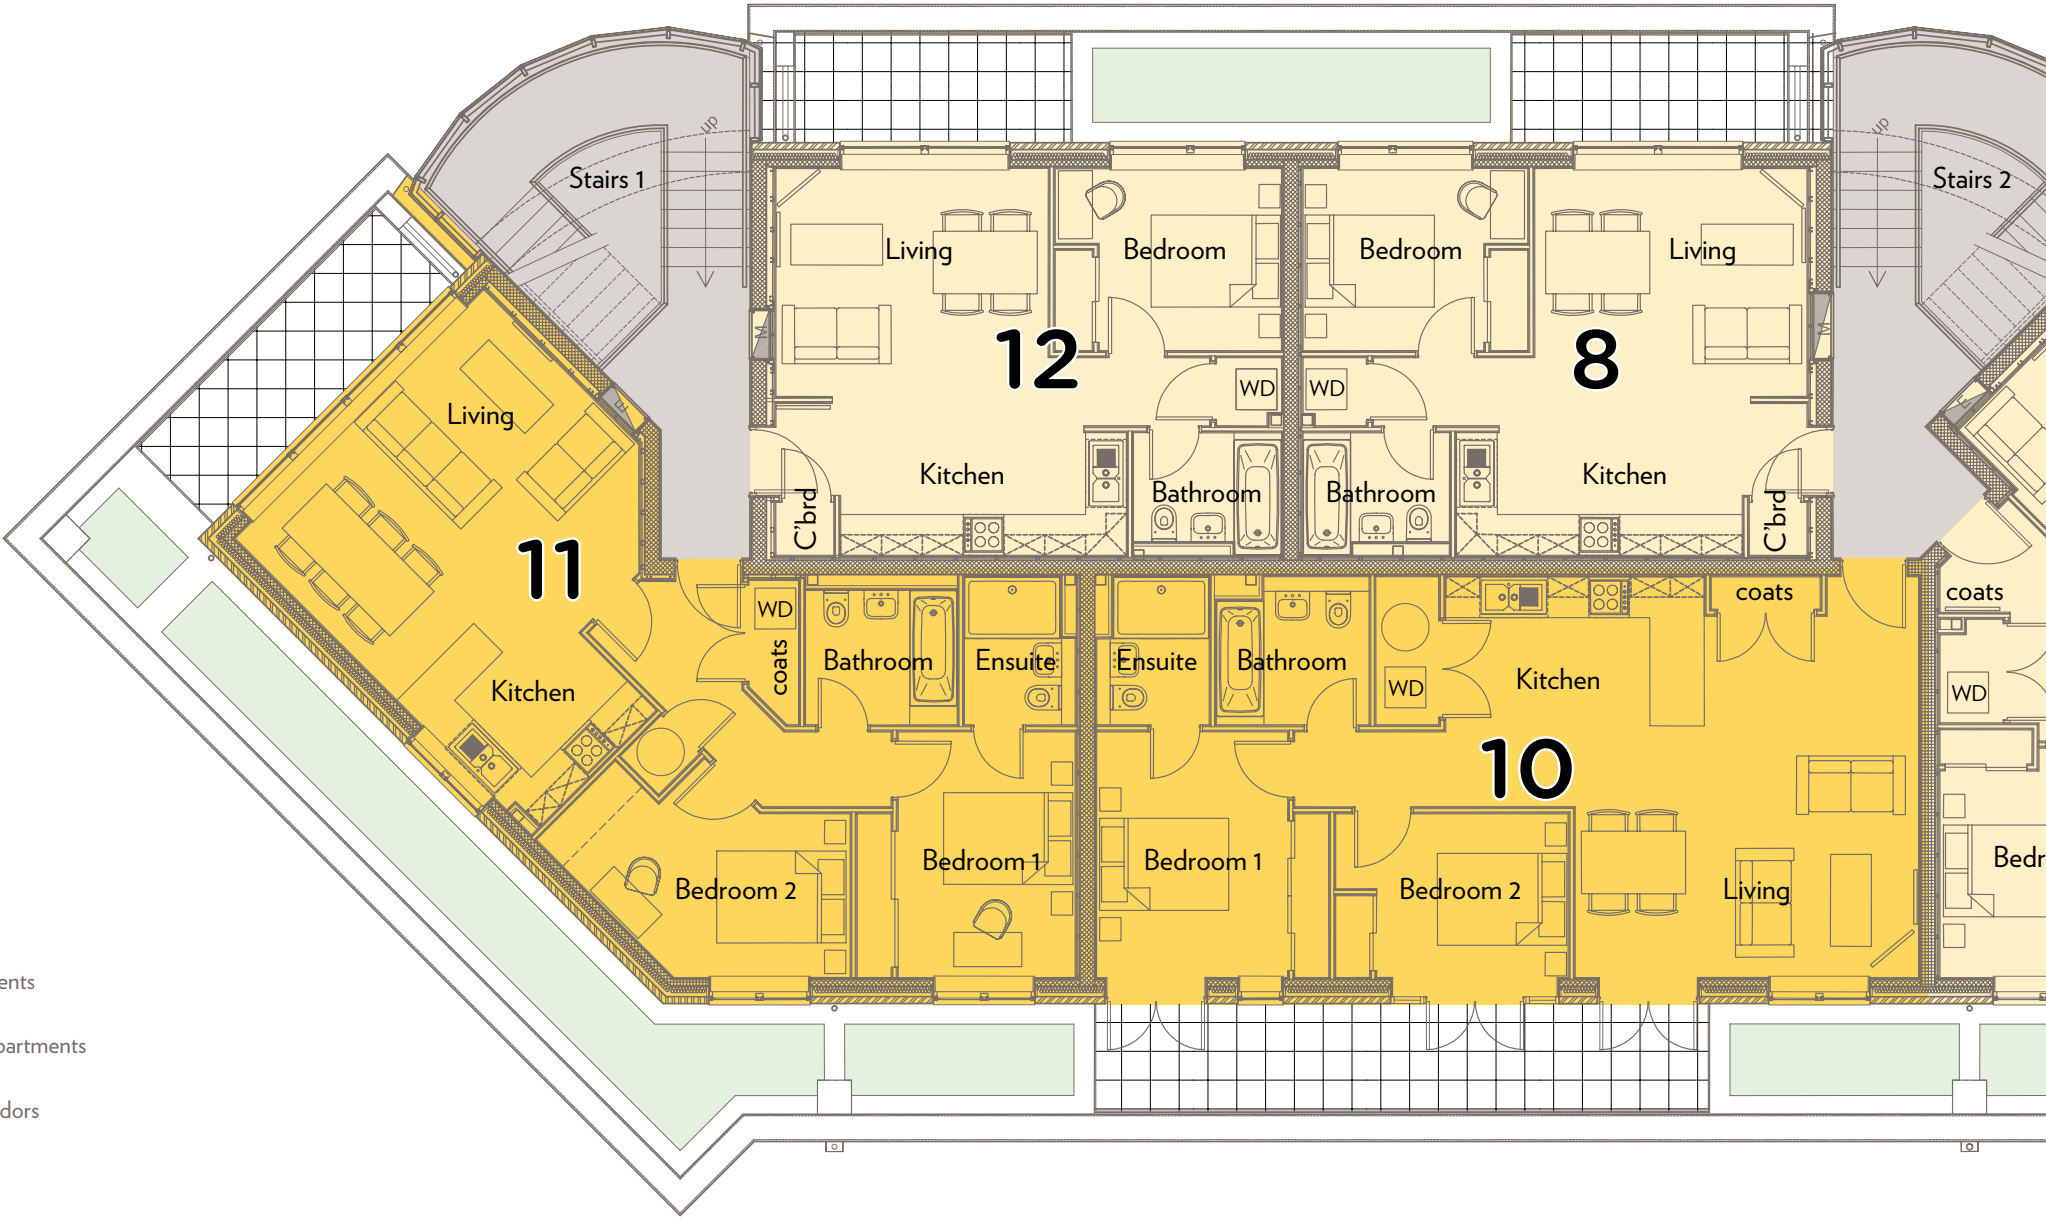 up
Stairs 1
Living
Bedroom
12
M
WD
Kitchen
Bathroom
C'brd
Bedroom
Living
8
M
WD
Kitchen
Bathroom
C'brd
up
Stairs 2
E
E
Living
11
Kitchen
WD
coats
Bathroom
Ensuite
Bedroom 1
Bedroom 2
Ensuite
Bathroom
WD
Kitchen
coats
10
Bedroom 1
Bedroom 2
Living
coats
WD
Bedr
ents
partments
dors